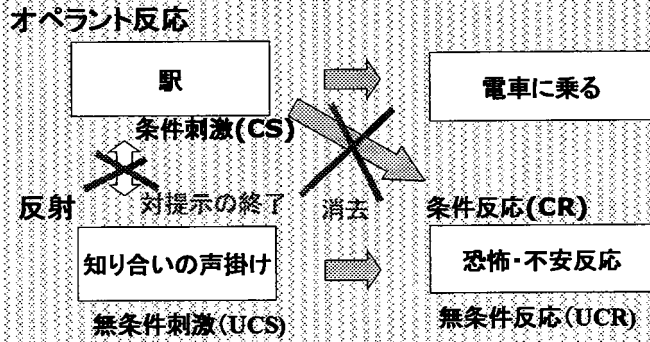 オペラント反応
駅
電車に乗る
条件刺激(CS)
反射
対提示の終了
消去
条件反応(CR)
知り合いの声掛け
恐怖・不安反応
無条件刺激(UCS)
無条件反応(UCR)